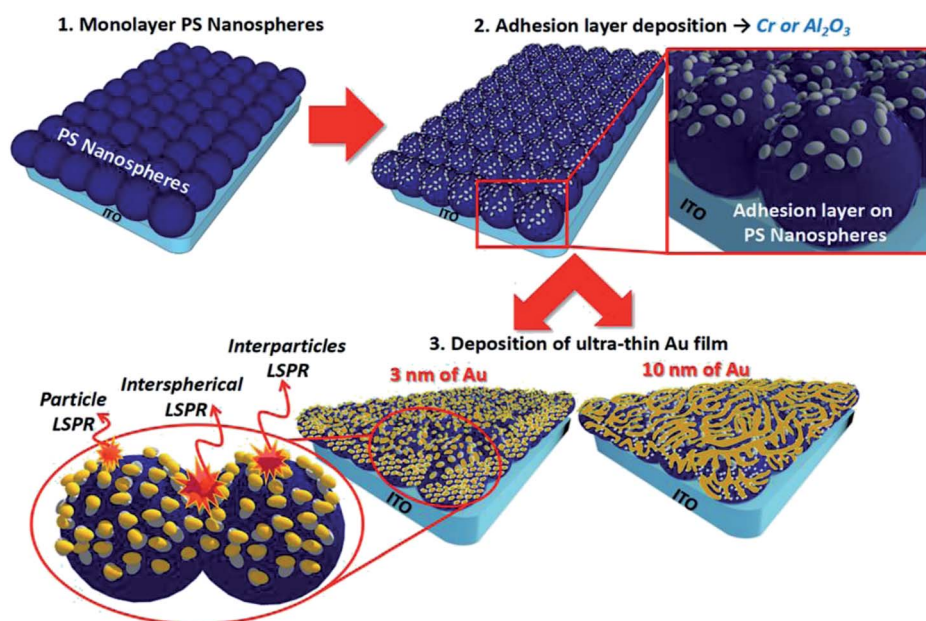 1. Monolayer PS Nanospheres
PS Nanospheres
ITO
2. Adhesion layer deposition → Cr or Al₂O₃
ITO
ITO
Adhesion layer on
PS Nanospheres
3. Deposition of ultra-thin Au film
3 nm of Au
10 nm of Au
Particle
LSPR
Interspherical
LSPR
Interparticles
LSPR
ITO
ITO